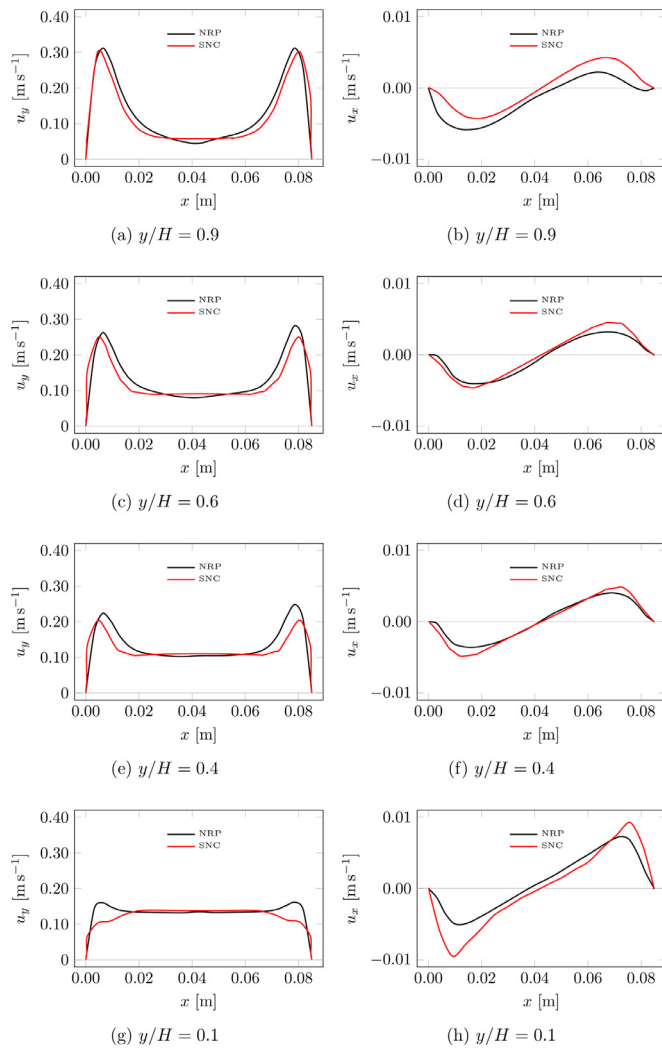 0.40
0.30
0.20
0.10
0
u_y [m s⁻¹]
NRP
SNC
0.00 0.02 0.04 0.06 0.08
x [m]
(a) y/H = 0.9
0.01
0.00
−0.01
u_x [m s⁻¹]
NRP
SNC
0.00 0.02 0.04 0.06 0.08
x [m]
(b) y/H = 0.9
0.40
0.30
0.20
0.10
0
u_y [m s⁻¹]
NRP
SNC
0.00 0.02 0.04 0.06 0.08
x [m]
(c) y/H = 0.6
0.01
0.00
−0.01
u_x [m s⁻¹]
NRP
SNC
0.00 0.02 0.04 0.06 0.08
x [m]
(d) y/H = 0.6
0.40
0.30
0.20
0.10
0
u_y [m s⁻¹]
NRP
SNC
0.00 0.02 0.04 0.06 0.08
x [m]
(e) y/H = 0.4
0.01
0.00
−0.01
u_x [m s⁻¹]
NRP
SNC
0.00 0.02 0.04 0.06 0.08
x [m]
(f) y/H = 0.4
0.40
0.30
0.20
0.10
0
u_y [m s⁻¹]
NRP
SNC
0.00 0.02 0.04 0.06 0.08
x [m]
(g) y/H = 0.1
0.01
0.00
−0.01
u_x [m s⁻¹]
NRP
SNC
0.00 0.02 0.04 0.06 0.08
x [m]
(h) y/H = 0.1